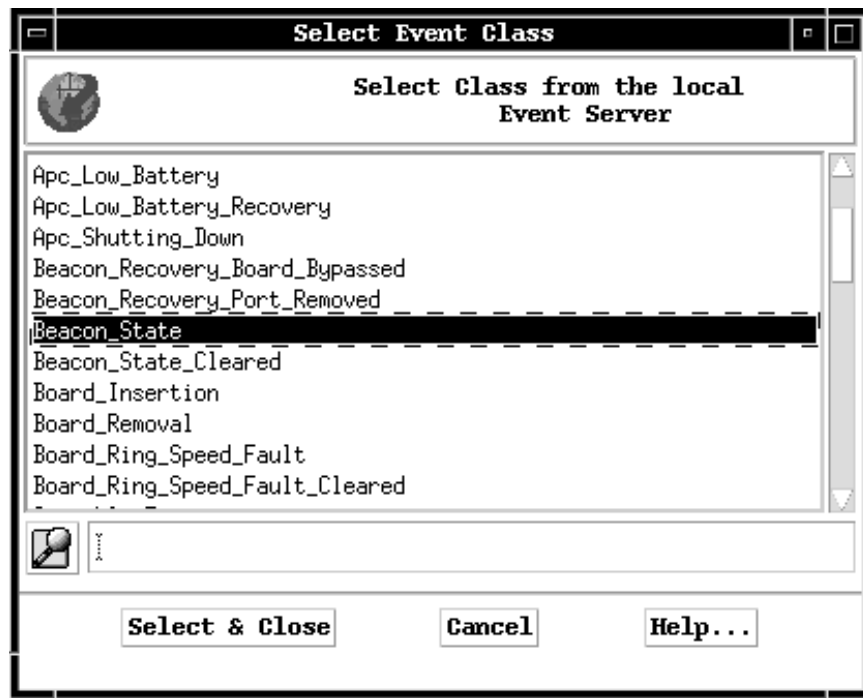 Select Event Class
Select Class from the local
Event Server
Apc_Low_Battery
Apc_Low_Battery_Recovery
Apc_Shutting_Down
Beacon_Recovery_Board_Bypassed
Beacon_Recovery_Port_Removed
Beacon_State
Beacon_State_Cleared
Board_Insertion
Board_Removal
Board_Ring_Speed_Fault
Board_Ring_Speed_Fault_Cleared
Select & Close Cancel Help...